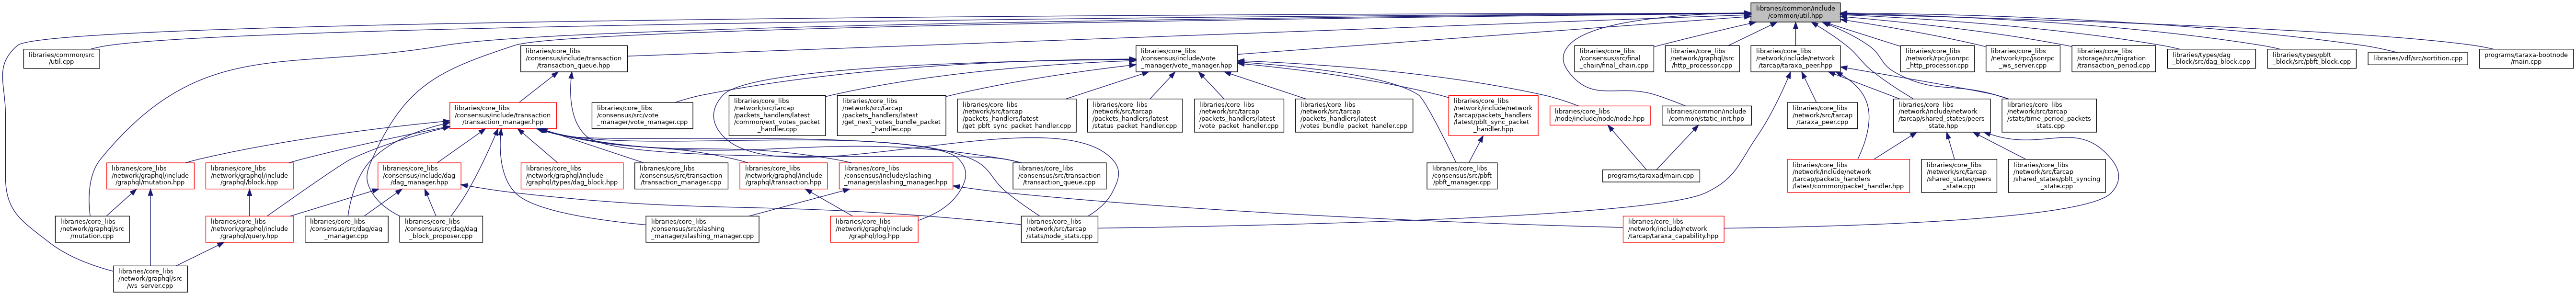 libraries/common/include
/common/util.hpp
libraries/common/src
/util.cpp
libraries/core_libs
/consensus/include/transaction
/transaction_queue.hpp
libraries/core_libs
/consensus/include/vote
_manager/vote_manager.hpp
libraries/core_libs
/consensus/src/final
_chain/final_chain.cpp
libraries/core_libs
/network/graphql/src
/http_processor.cpp
libraries/core_libs
/network/include/network
/tarcap/taraxa_peer.hpp
libraries/core_libs
/network/rpc/jsonrpc
_http_processor.cpp
libraries/core_libs
/network/rpc/jsonrpc
_ws_server.cpp
libraries/core_libs
/storage/src/migration
/transaction_period.cpp
libraries/types/dag
_block/src/dag_block.cpp
libraries/types/pbft
_block/src/pbft_block.cpp
libraries/vdf/src/sortition.cpp
programs/taraxa-bootnode
/main.cpp
libraries/core_libs
/consensus/include/transaction
/transaction_manager.hpp
libraries/core_libs
/consensus/src/vote
_manager/vote_manager.cpp
libraries/core_libs
/network/src/tarcap
/packets_handlers/latest
/common/ext_votes_packet
_handler.cpp
libraries/core_libs
/network/src/tarcap
/packets_handlers/latest
/get_next_votes_bundle_packet
_handler.cpp
libraries/core_libs
/network/src/tarcap
/packets_handlers/latest
/get_pbft_sync_packet_handler.cpp
libraries/core_libs
/network/src/tarcap
/packets_handlers/latest
/status_packet_handler.cpp
libraries/core_libs
/network/src/tarcap
/packets_handlers/latest
/vote_packet_handler.cpp
libraries/core_libs
/network/src/tarcap
/packets_handlers/latest
/votes_bundle_packet_handler.cpp
libraries/core_libs
/network/include/network
/tarcap/packets_handlers
/latest/pbft_sync_packet
_handler.hpp
libraries/core_libs
/node/include/node/node.hpp
libraries/common/include
/common/static_init.hpp
libraries/core_libs
/network/src/tarcap
/taraxa_peer.cpp
libraries/core_libs
/network/include/network
/tarcap/shared_states/peers
_state.hpp
libraries/core_libs
/network/src/tarcap
/stats/time_period_packets
_stats.cpp
libraries/core_libs
/network/graphql/include
/graphql/mutation.hpp
libraries/core_libs
/network/graphql/include
/graphql/block.hpp
libraries/core_libs
/consensus/include/dag
/dag_manager.hpp
libraries/core_libs
/network/graphql/include
/graphql/types/dag_block.hpp
libraries/core_libs
/consensus/src/transaction
/transaction_manager.cpp
libraries/core_libs
/network/graphql/include
/graphql/transaction.hpp
libraries/core_libs
/consensus/include/slashing
_manager/slashing_manager.hpp
libraries/core_libs
/consensus/src/transaction
/transaction_queue.cpp
libraries/core_libs
/consensus/src/pbft
/pbft_manager.cpp
programs/taraxad/main.cpp
libraries/core_libs
/network/include/network
/tarcap/packets_handlers
/latest/common/packet_handler.hpp
libraries/core_libs
/network/src/tarcap
/shared_states/peers
_state.cpp
libraries/core_libs
/network/src/tarcap
/shared_states/pbft_syncing
_state.cpp
libraries/core_libs
/network/graphql/src
/mutation.cpp
libraries/core_libs
/network/graphql/include
/graphql/query.hpp
libraries/core_libs
/consensus/src/dag/dag
_manager.cpp
libraries/core_libs
/consensus/src/dag/dag
_block_proposer.cpp
libraries/core_libs
/consensus/src/slashing
_manager/slashing_manager.cpp
libraries/core_libs
/network/graphql/include
/graphql/log.hpp
libraries/core_libs
/network/src/tarcap
/stats/node_stats.cpp
libraries/core_libs
/network/include/network
/tarcap/taraxa_capability.hpp
libraries/core_libs
/network/graphql/src
/ws_server.cpp